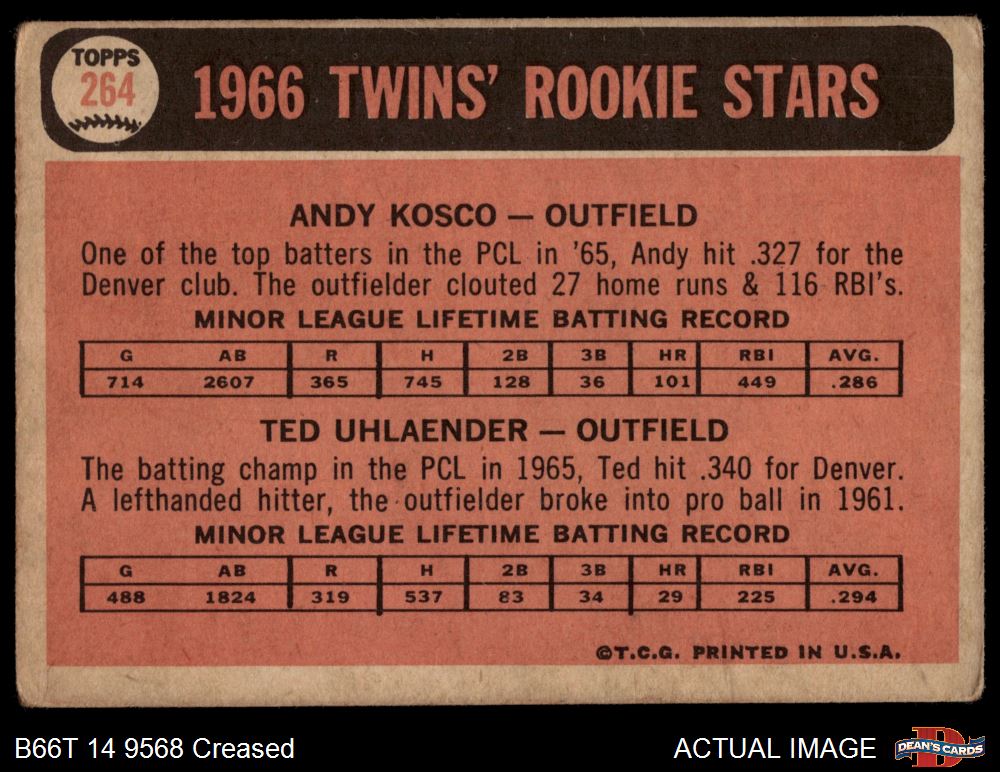 TOPPS
264
1966 TWINS' ROOKIE STARS
ANDY KOSCO — OUTFIELD
One of the top batters in the PCL in '65, Andy hit .327 for the
Denver club. The outfielder clouted 27 home runs & 116 RBI's.
MINOR LEAGUE LIFETIME BATTING RECORD
G AB R H 2B 3B HR RBI AVG.
714 2607 365 745 128 36 101 449 .286
TED UHLAENDER — OUTFIELD
The batting champ in the PCL in 1965, Ted hit .340 for Denver.
A lefthanded hitter, the outfielder broke into pro ball in 1961.
MINOR LEAGUE LIFETIME BATTING RECORD
G AB R H 2B 3B HR RBI AVG.
488 1824 319 537 83 34 29 225 .294
©T.C.G. PRINTED IN U.S.A.
B66T 14 9568 Creased
ACTUAL IMAGE
DEAN'S CARDS